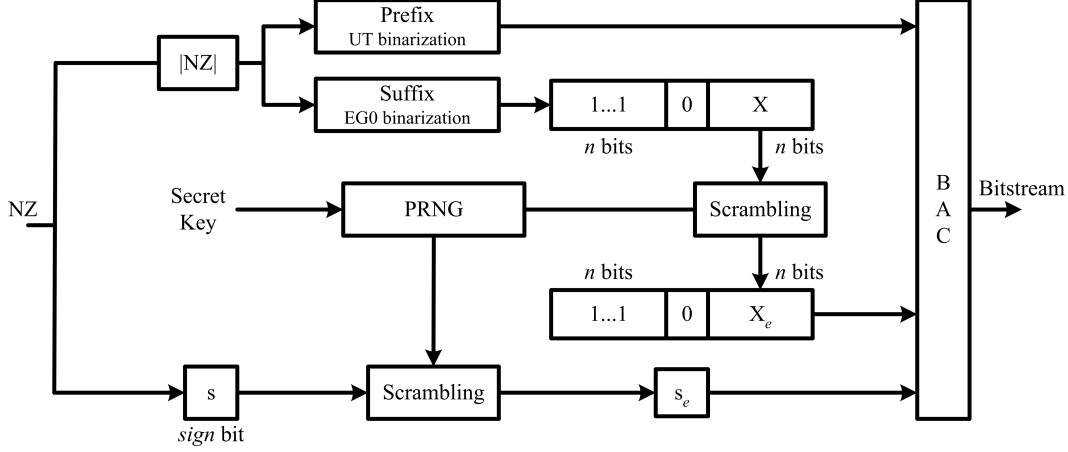 Prefix
UT binarization
|NZ|
Suffix
EG0 binarization
1...1 0 X
n bits n bits
NZ
Secret
Key
PRNG
Scrambling
B
A
C
Bitstream
n bits n bits
1...1 0 Xe
s
Scrambling
se
sign bit